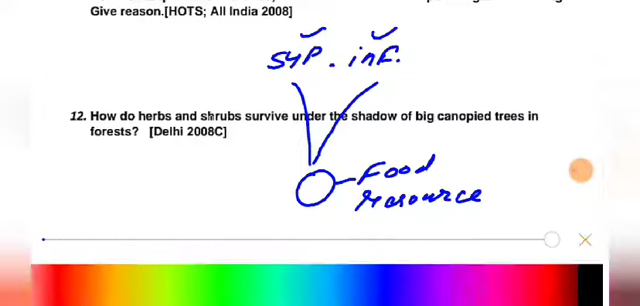 Give reason.[HOTS; All India 2008]
syp. inf.
12. How do herbs and shrubs survive under the shadow of big canopied trees in
forests? [Delhi 2008C]
Food
resource